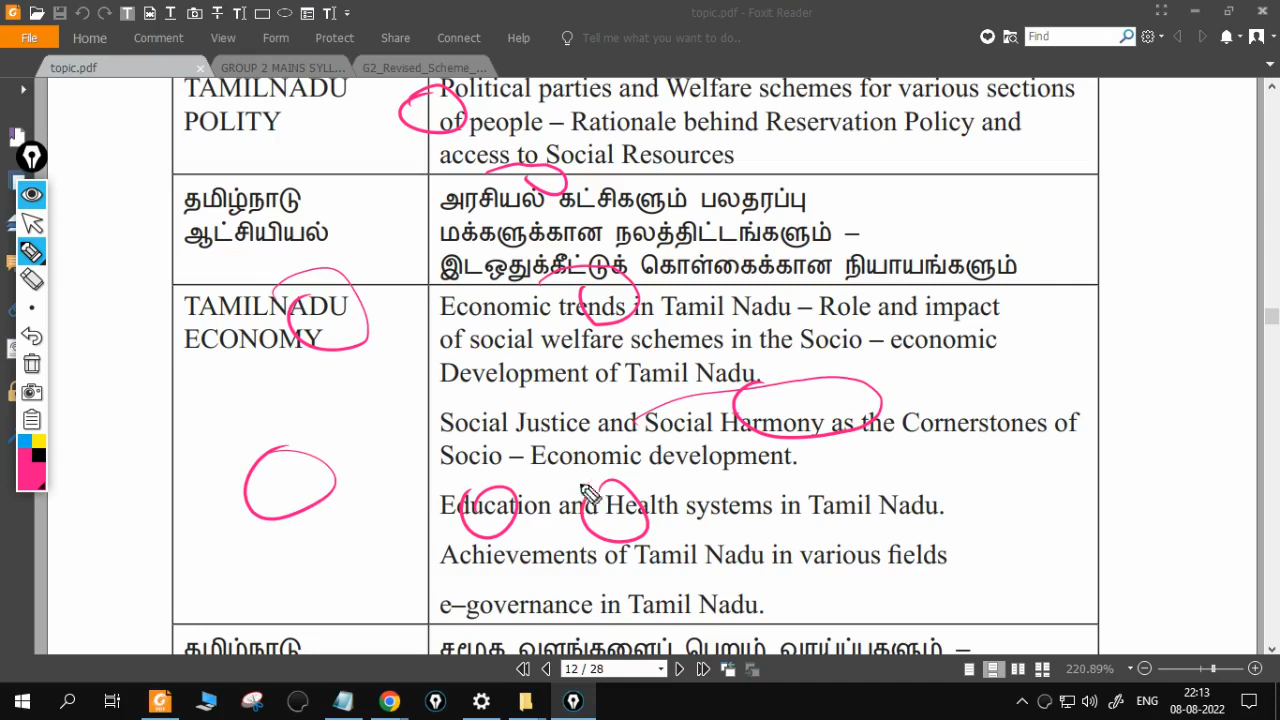 topic.pdf - Foxit Reader
File Home Comment View Form Protect Share Connect Help Tell me what you want to do.. Find
topic.pdf GROUP 2 MAINS SYLL... G2_Revised_Scheme_...
TAMILNADU
POLITY
Political parties and Welfare schemes for various sections
of people – Rationale behind Reservation Policy and
access to Social Resources
தமிழ்நாடு
ஆட்சியியல்
அரசியல் கட்சிகளும் பலதரப்பு
மக்களுக்கான நலத்திட்டங்களும் –
இடஒதுக்கீட்டுக் கொள்கைக்கான நியாயங்களும்
TAMILNADU
ECONOMY
Economic trends in Tamil Nadu – Role and impact
of social welfare schemes in the Socio – economic
Development of Tamil Nadu.
Social Justice and Social Harmony as the Cornerstones of
Socio – Economic development.
Education and Health systems in Tamil Nadu.
Achievements of Tamil Nadu in various fields
e–governance in Tamil Nadu.
தமிழ்நாடு
சமூக வளங்களைப் பெறும் வாய்ப்புகளும் –
12 / 28
220.89%
ENG
22:13
08-08-2022